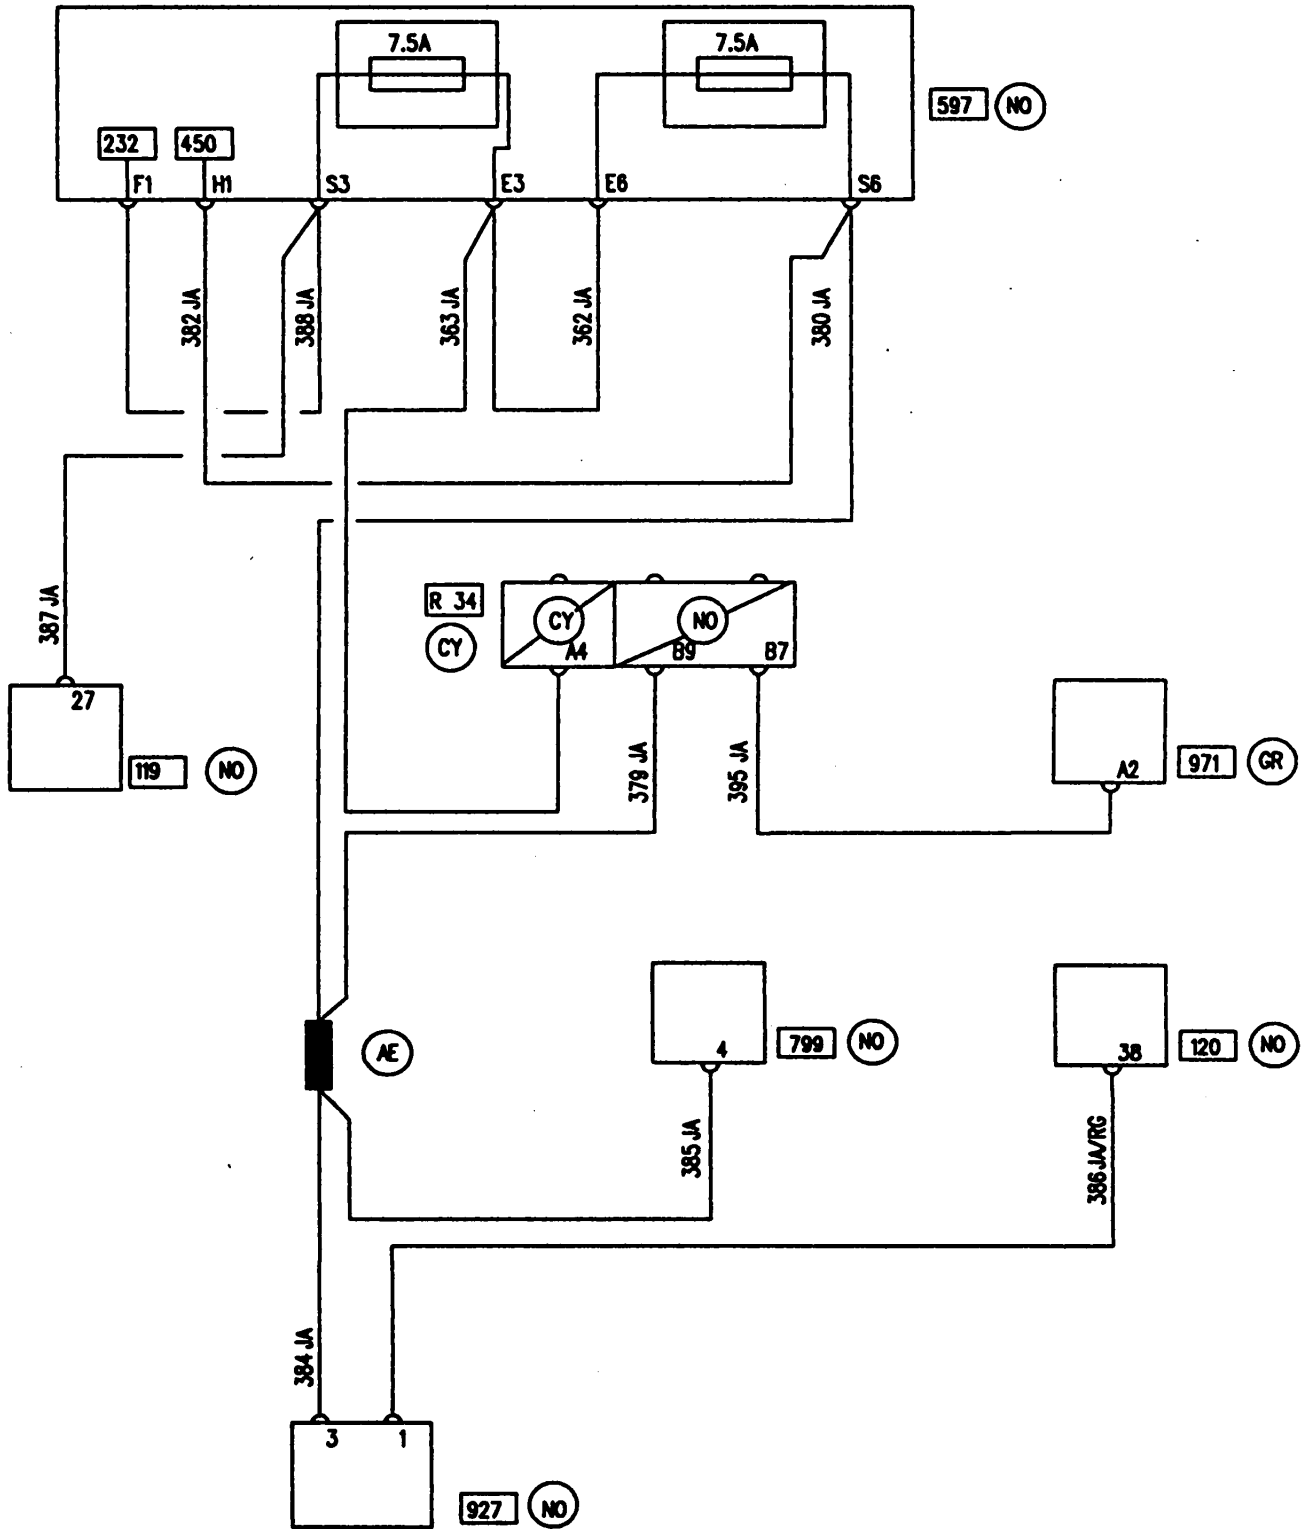 7.5A
7.5A
597
NO
232
450
F1
H1
S3
E3
E6
S6
382 JA
388 JA
363 JA
362 JA
380 JA
387 JA
R 34
CY
CY
NO
A4
B9
B7
27
119
NO
379 JA
395 JA
A2
971
GR
AE
4
799
NO
38
120
NO
385 JA
386 JA/RG
384 JA
3
1
927
NO